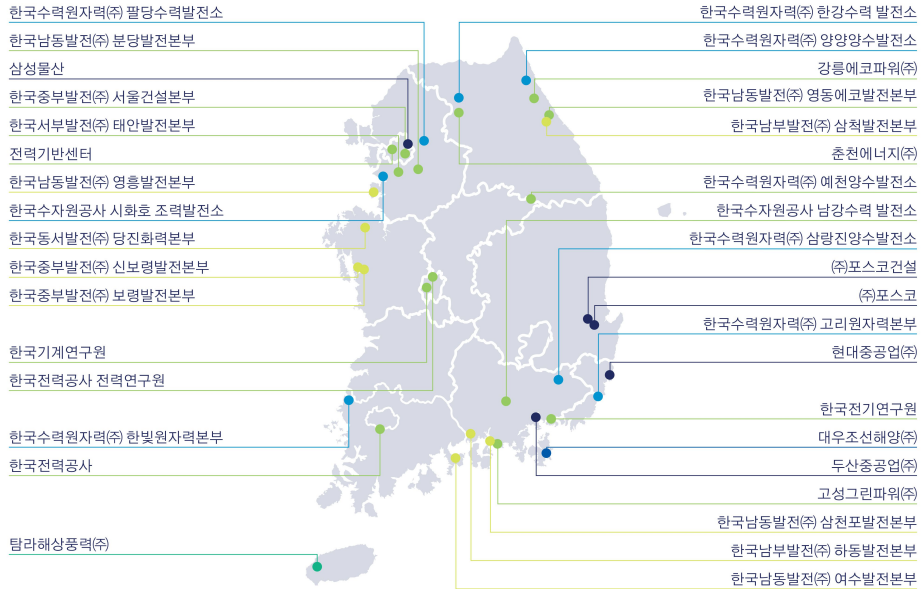 한국수력원자력㈜ 팔당수력발전소
한국남동발전㈜ 분당발전본부
삼성물산
한국중부발전㈜ 서울건설본부
한국서부발전㈜ 태안발전본부
전력기반센터
한국남동발전㈜ 영흥발전본부
한국수자원공사 시화호 조력발전소
한국동서발전㈜ 당진화력본부
한국중부발전㈜ 신보령발전본부
한국중부발전㈜ 보령발전본부
한국기계연구원
한국전력공사 전력연구원
한국수력원자력㈜ 한빛원자력본부
한국전력공사
탐라해상풍력㈜
한국수력원자력㈜ 한강수력 발전소
한국수력원자력㈜ 양양양수발전소
강릉에코파워㈜
한국남동발전㈜ 영동에코발전본부
한국남부발전㈜ 삼척발전본부
춘천에너지㈜
한국수력원자력㈜ 예천양수발전소
한국수자원공사 남강수력 발전소
한국수력원자력㈜ 삼랑진양수발전소
㈜포스코건설
㈜포스코
한국수력원자력㈜ 고리원자력본부
현대중공업㈜
한국전기연구원
대우조선해양㈜
두산중공업㈜
고성그린파워㈜
한국남동발전㈜ 삼천포발전본부
한국남부발전㈜ 하동발전본부
한국남동발전㈜ 여수발전본부